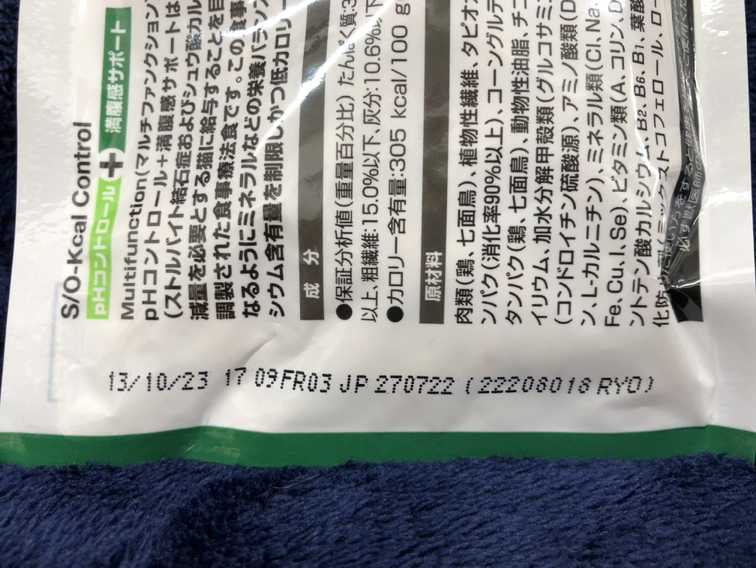 S/O-Kcal Control
pHコントロール + 満腹感サポート
Multifunction(マルチファンクション)
pHコントロール+満腹感サポートは、
(ストルバイト結石症およびシュウ酸カル
減量を必要とする猫に給与することを目
調製された食事療法食です。この食事
なるようにミネラルなどの栄養バランス
シウム含有量を制限し、かつ低カロリー
成 分
●保証分析値(重量百分比) たんぱく質:3
以上、粗繊維:15.0%以下、灰分:10.6%以下
●カロリー含有量:305 kcal/100 g
原材料
肉類(鶏、七面鳥)、植物性繊維、タピオ
ンパク(消化率90%以上)、コーングルテ
タンパク(鶏、七面鳥)、動物性油脂、チコ
イリウム、加水分解甲殻類(グルコサミン
(コンドロイチン硫酸源)、アミノ酸類(D
ン、L-カルニチン)、ミネラル類(Cl、Na、
Fe、Cu、I、Se)、ビタミン類(A、コリン、D
ントテン酸カルシウム、B2、B6、B1、葉酸
化防 ミックストコフェロール、ロー
必ず獣医師
13/10/23 17 09FR03 JP 270722 (22208018 RYO)